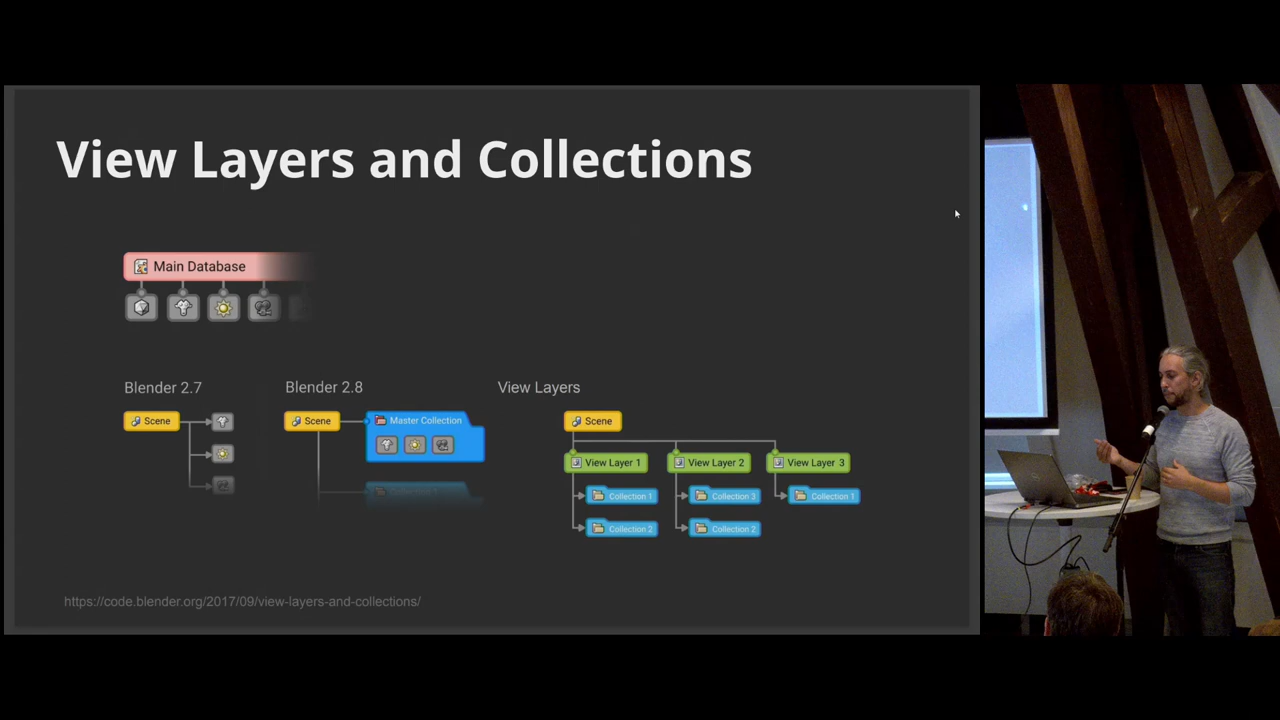 View Layers and Collections
Main Database
Blender 2.7
Blender 2.8
View Layers
Scene
Scene
Master Collection
Scene
View Layer 1
View Layer 2
View Layer 3
Collection 1
Collection 3
Collection 1
Collection 2
Collection 2
Collection 1
https://code.blender.org/2017/09/view-layers-and-collections/